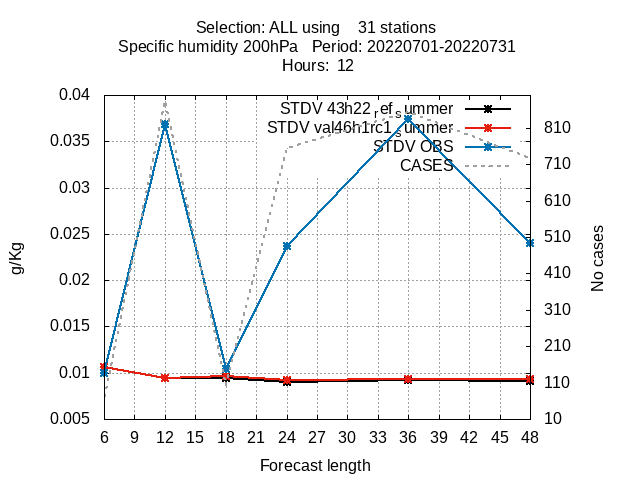 Selection: ALL using 31 stations
Specific humidity 200hPa Period: 20220701-20220731
Hours: 12
STDV 43h22 ref summer
STDV val46h1rc1 summer
STDV OBS
CASES
0.04
0.035
0.03
0.025
0.02
0.015
0.01
0.005
g/Kg
810
710
610
510
410
310
210
110
10
No cases
6 9 12 15 18 21 24 27 30 33 36 39 42 45 48
Forecast length